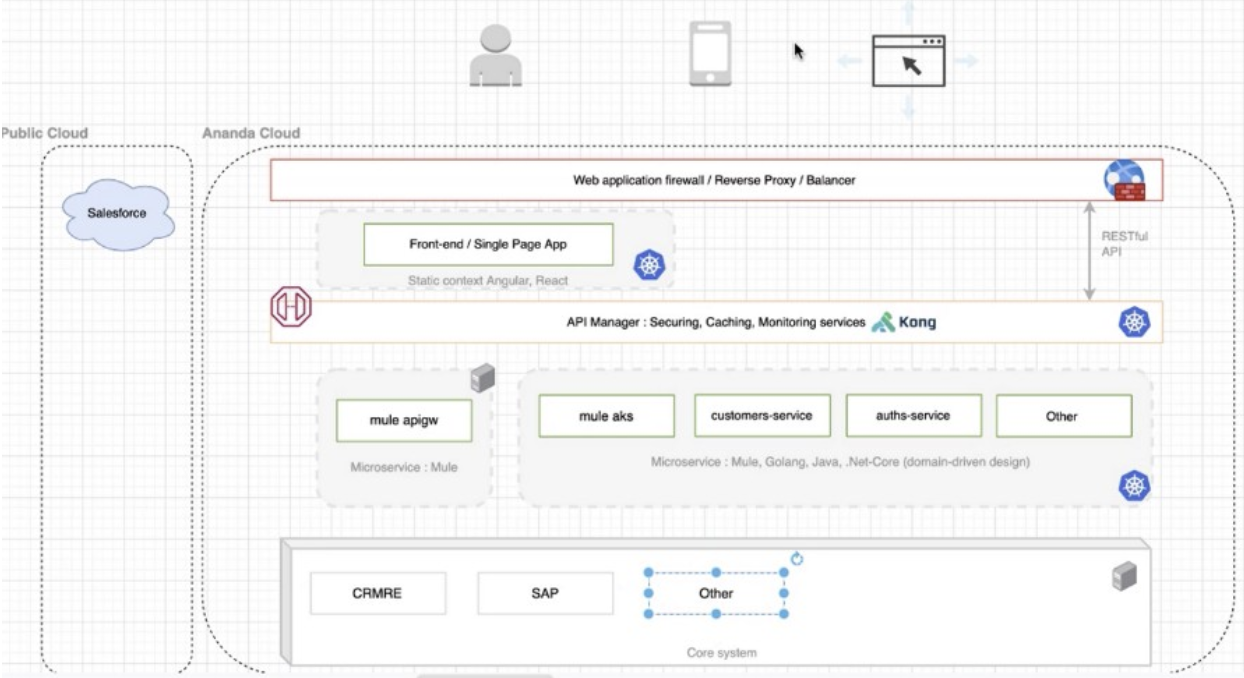 Public Cloud
Ananda Cloud
Web application firewall / Reverse Proxy / Balancer
Salesforce
Front-end / Single Page App
RESTful
API
Static context Angular, React
API Manager : Securing, Caching, Monitoring services Kong
mule apigw
mule aks
customers-service
auths-service
Other
Microservice : Mule
Microservice : Mule, Golang, Java, .Net-Core (domain-driven design)
CRMRE
SAP
Other
Core system